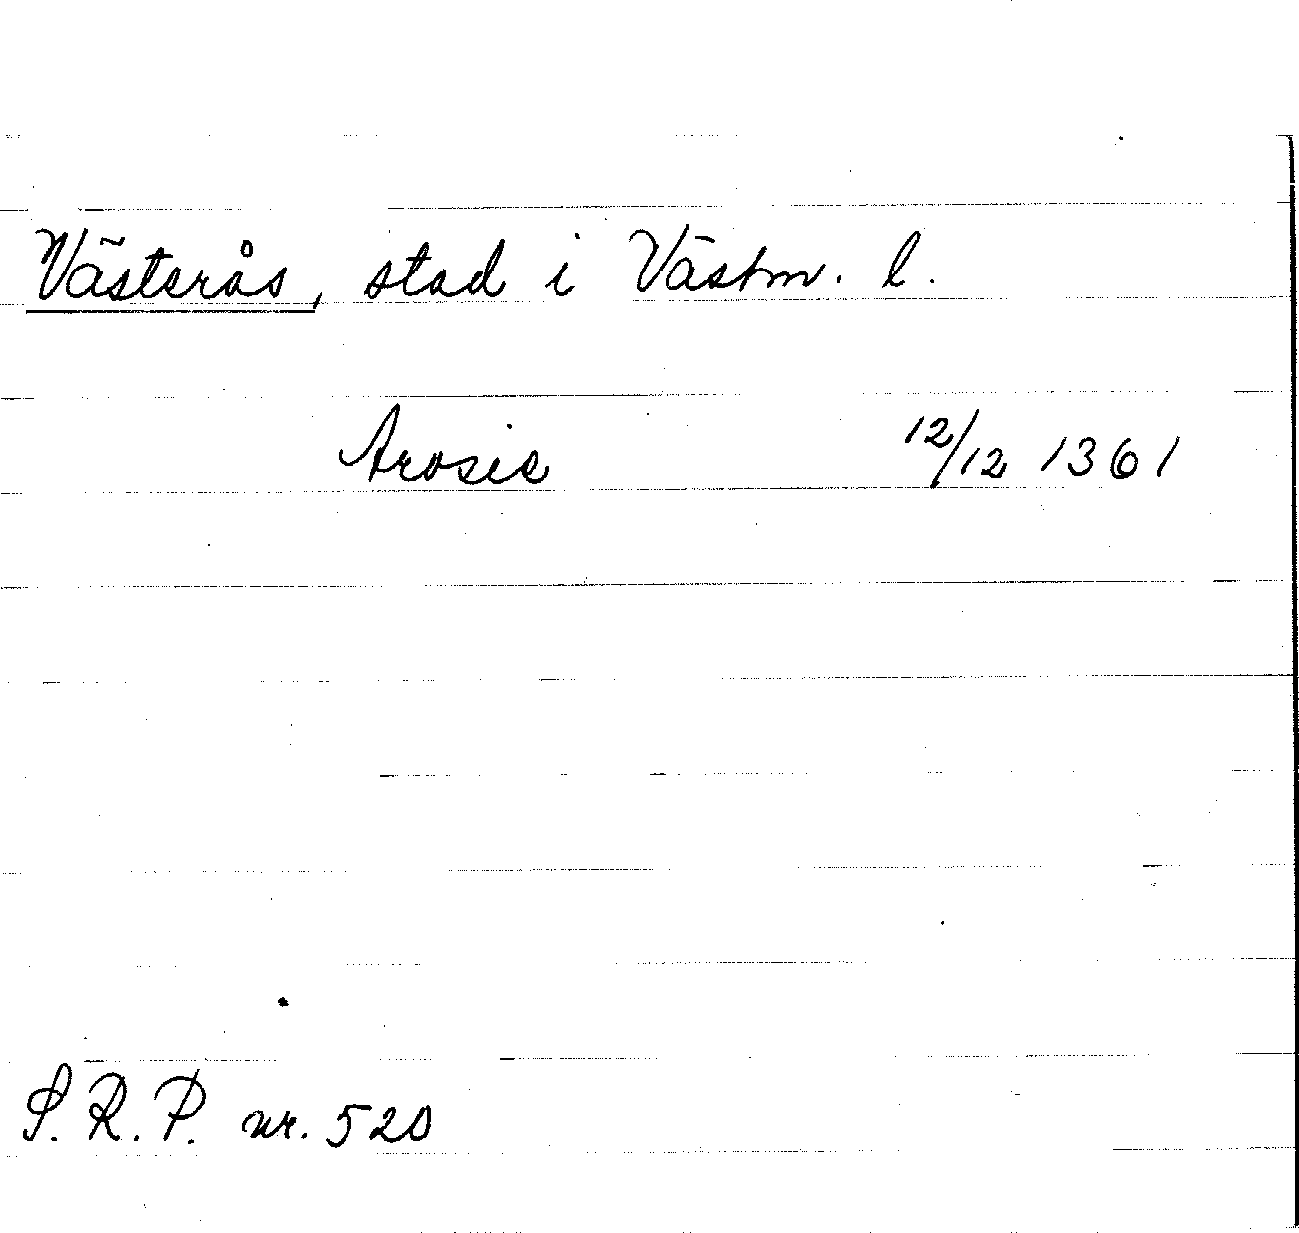 Västerås, stad i Västm. l.
Arosie 12/12 1361
S.R.P. nr. 520